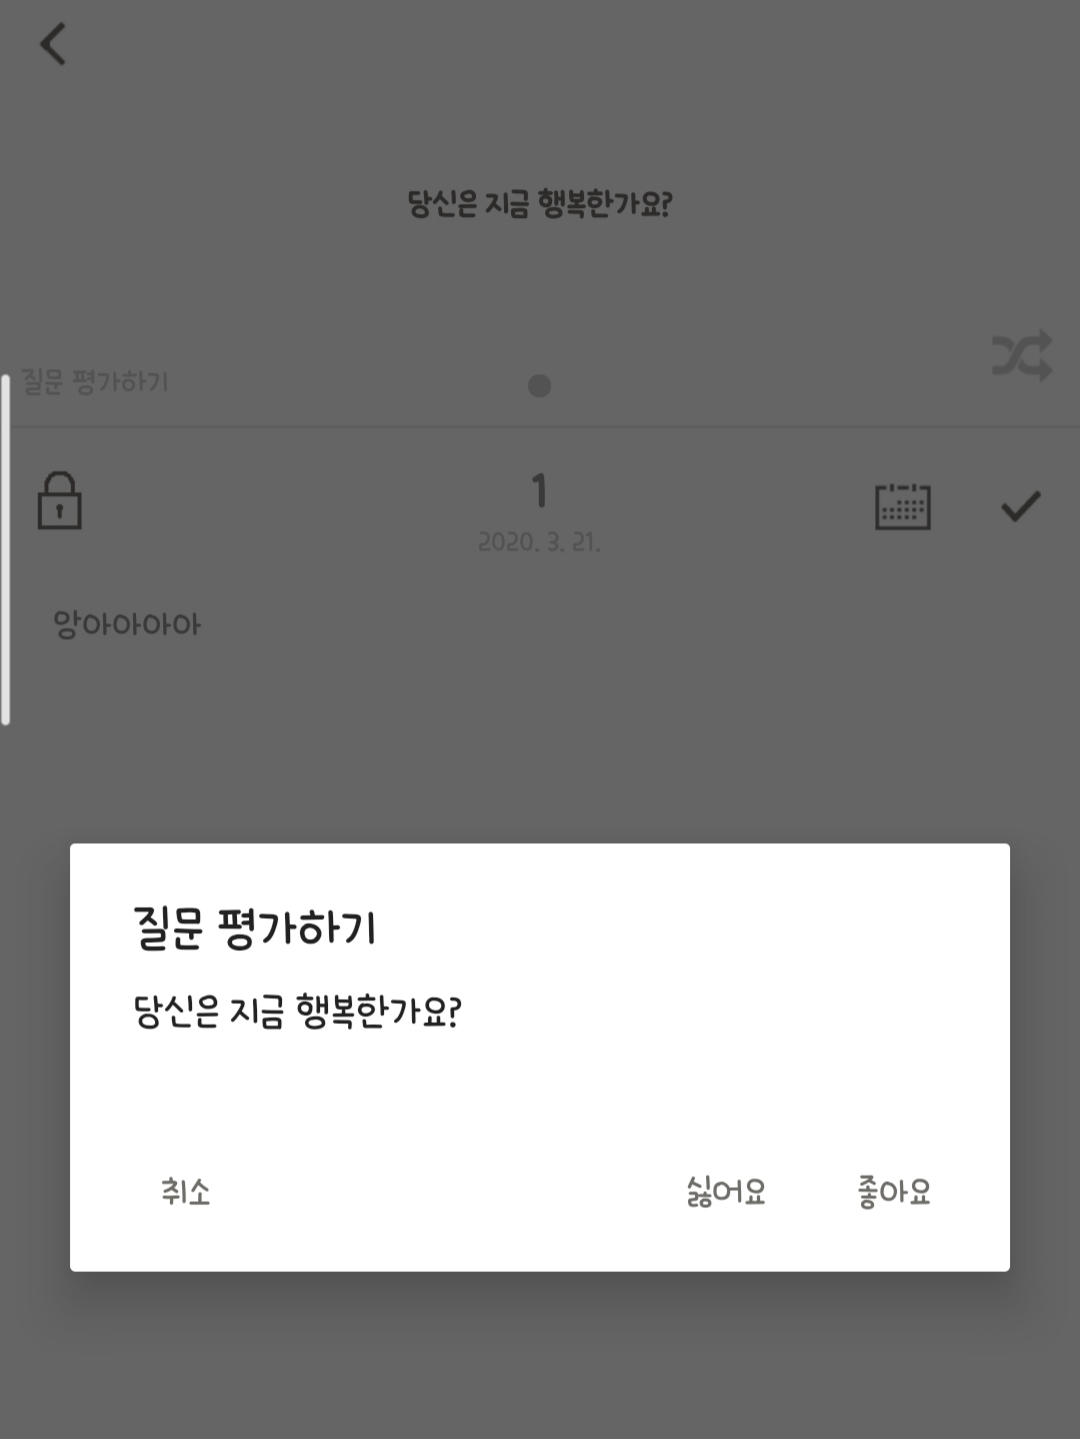 당신은 지금 행복한가요?
질문 평가하기
1
2020. 3. 21.
앙아아아아
질문 평가하기
당신은 지금 행복한가요?
취소 싫어요 좋아요